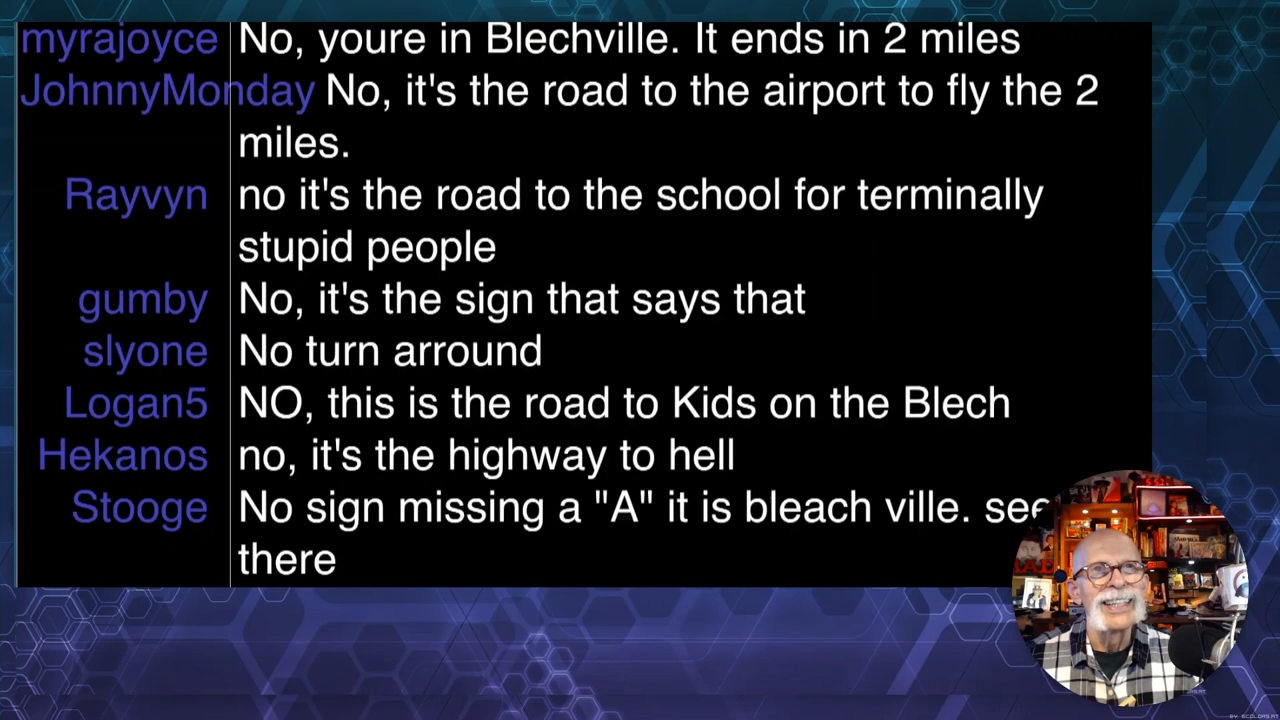 myrajoyce No, youre in Blechville. It ends in 2 miles
JohnnyMonday No, it's the road to the airport to fly the 2
miles.
Rayvyn no it's the road to the school for terminally
stupid people
gumby No, it's the sign that says that
slyone No turn arround
Logan5 NO, this is the road to Kids on the Blech
Hekanos no, it's the highway to hell
Stooge No sign missing a "A" it is bleach ville. see
there